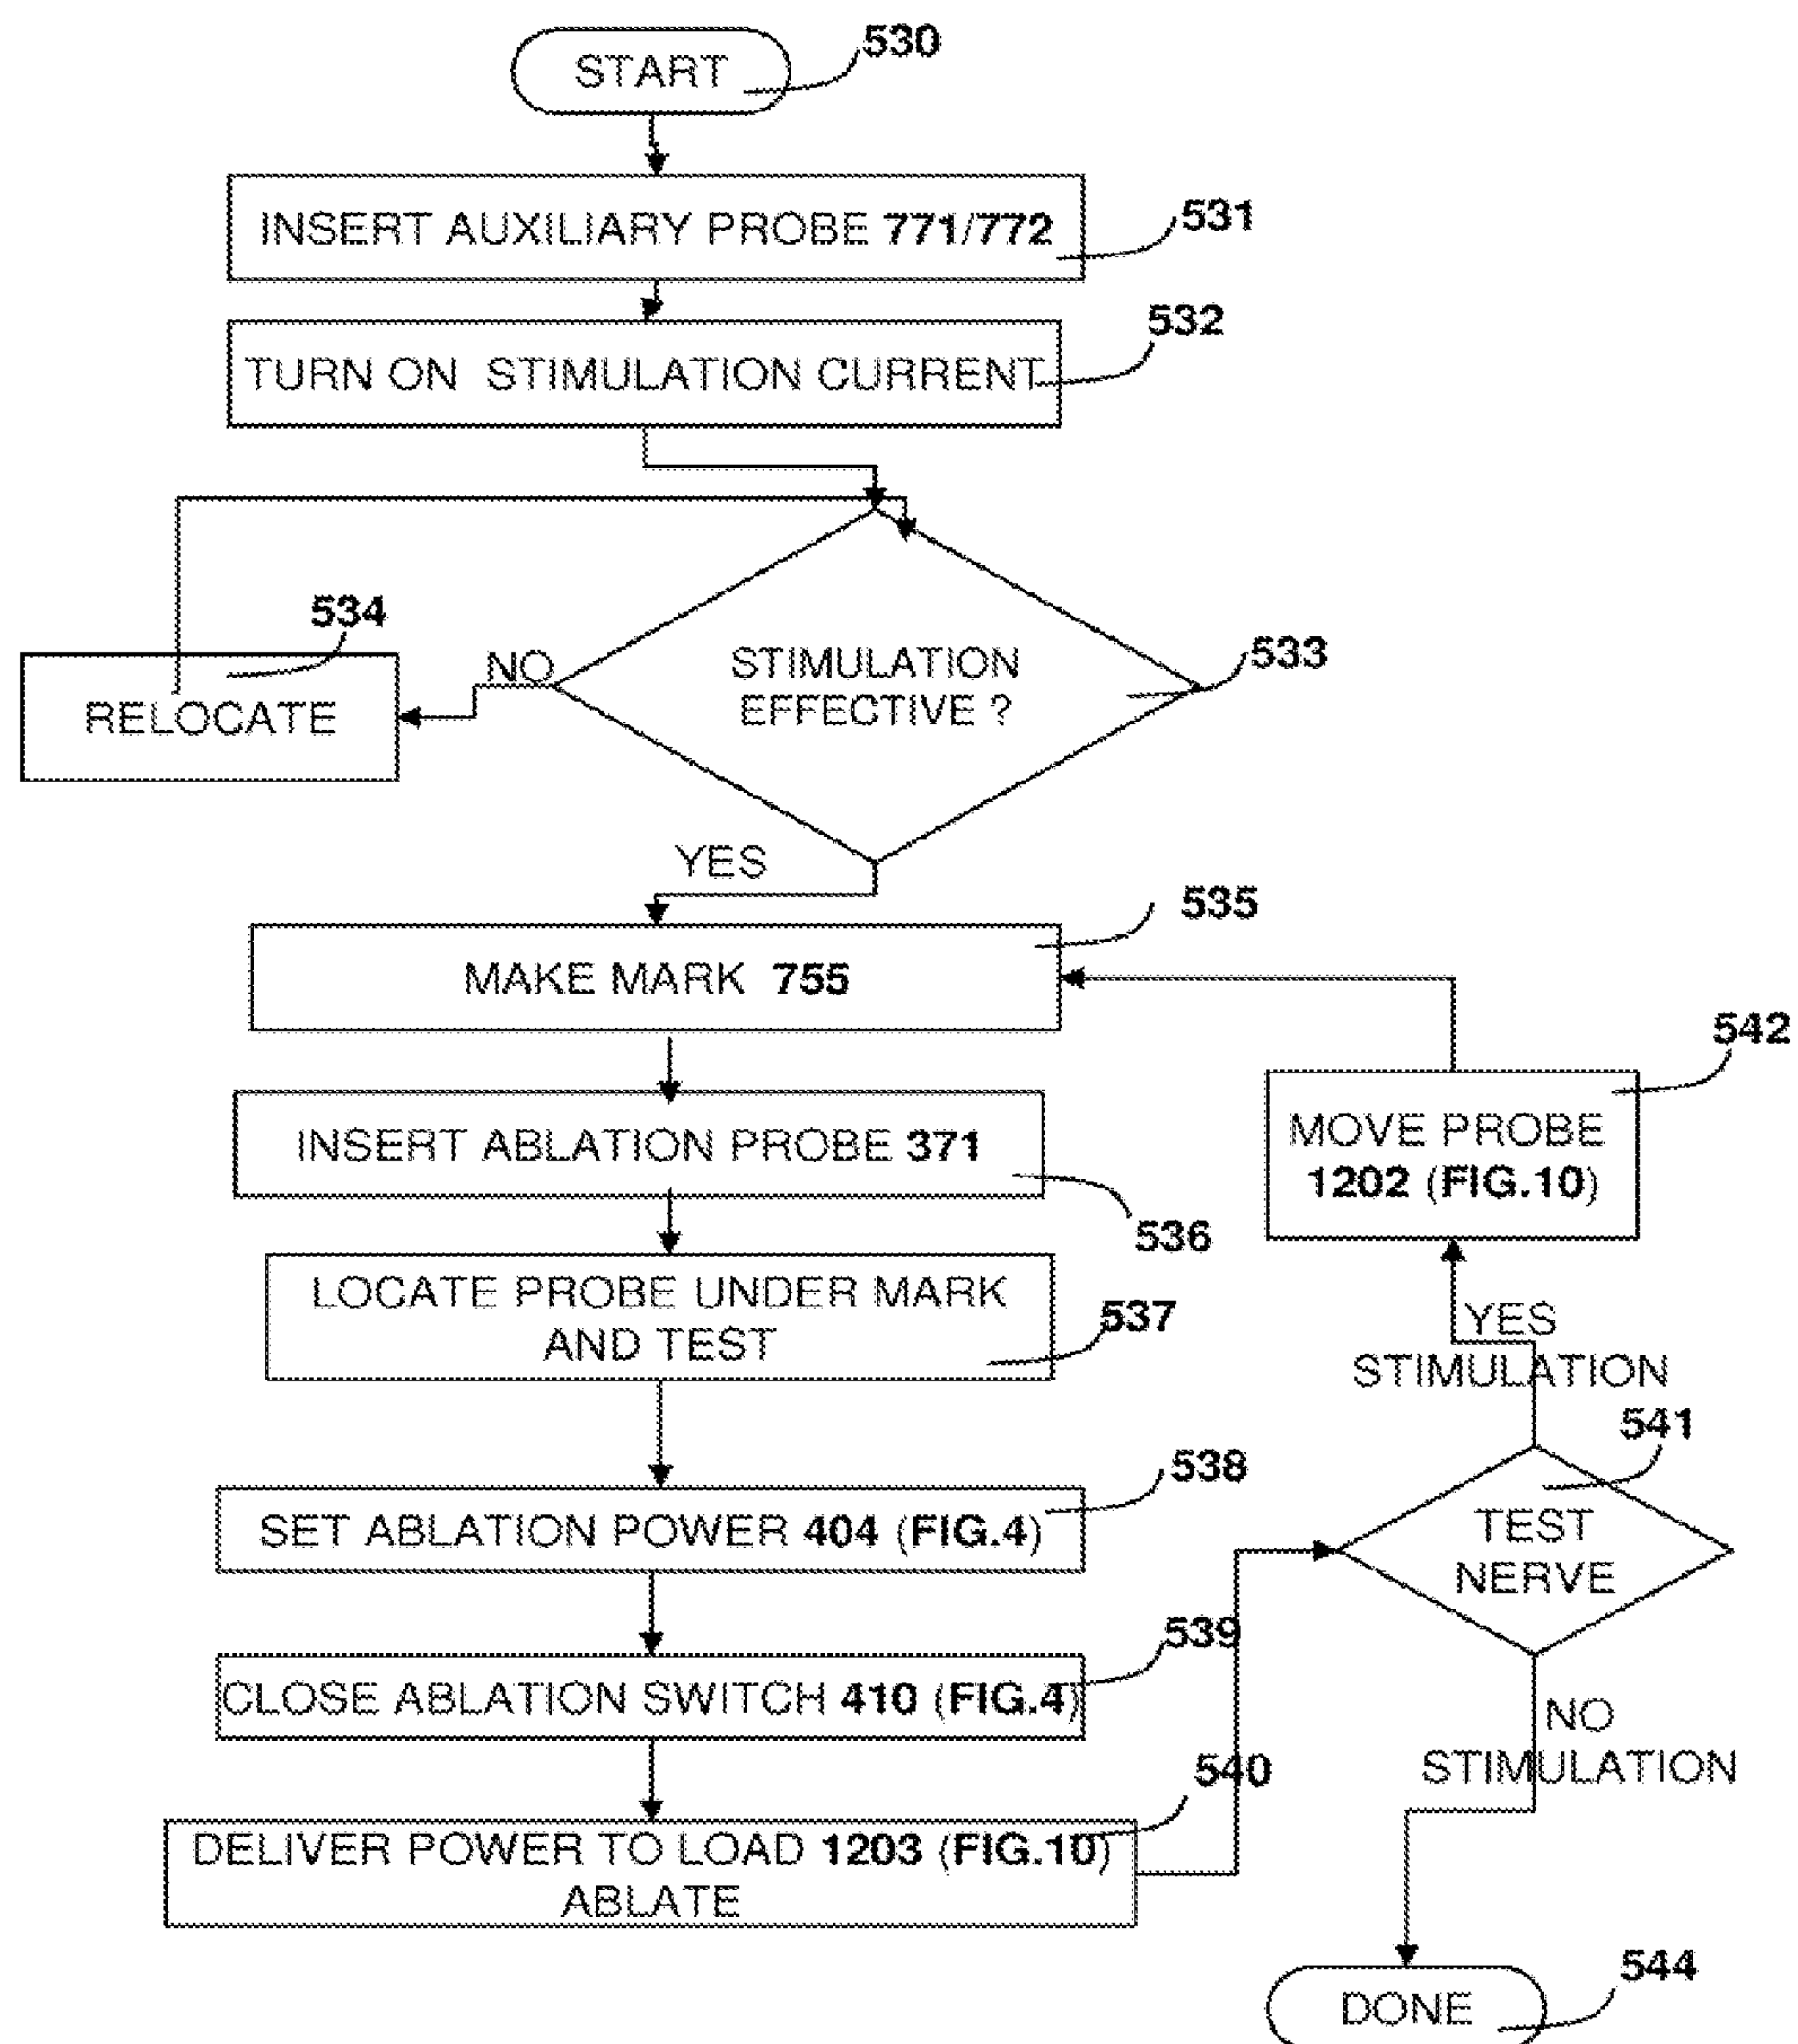 START
530
INSERT AUXILIARY PROBE 771/772
531
TURN ON STIMULATION CURRENT
532
STIMULATION
EFFECTIVE ?
533
NO
534
RELOCATE
YES
MAKE MARK 755
535
INSERT ABLATION PROBE 371
536
LOCATE PROBE UNDER MARK
AND TEST
537
SET ABLATION POWER 404 (FIG.4)
538
CLOSE ABLATION SWITCH 410 (FIG.4)
539
DELIVER POWER TO LOAD 1203 (FIG.10)
ABLATE
540
542
MOVE PROBE
1202 (FIG.10)
YES
STIMULATION
541
TEST
NERVE
NO
STIMULATION
DONE
544